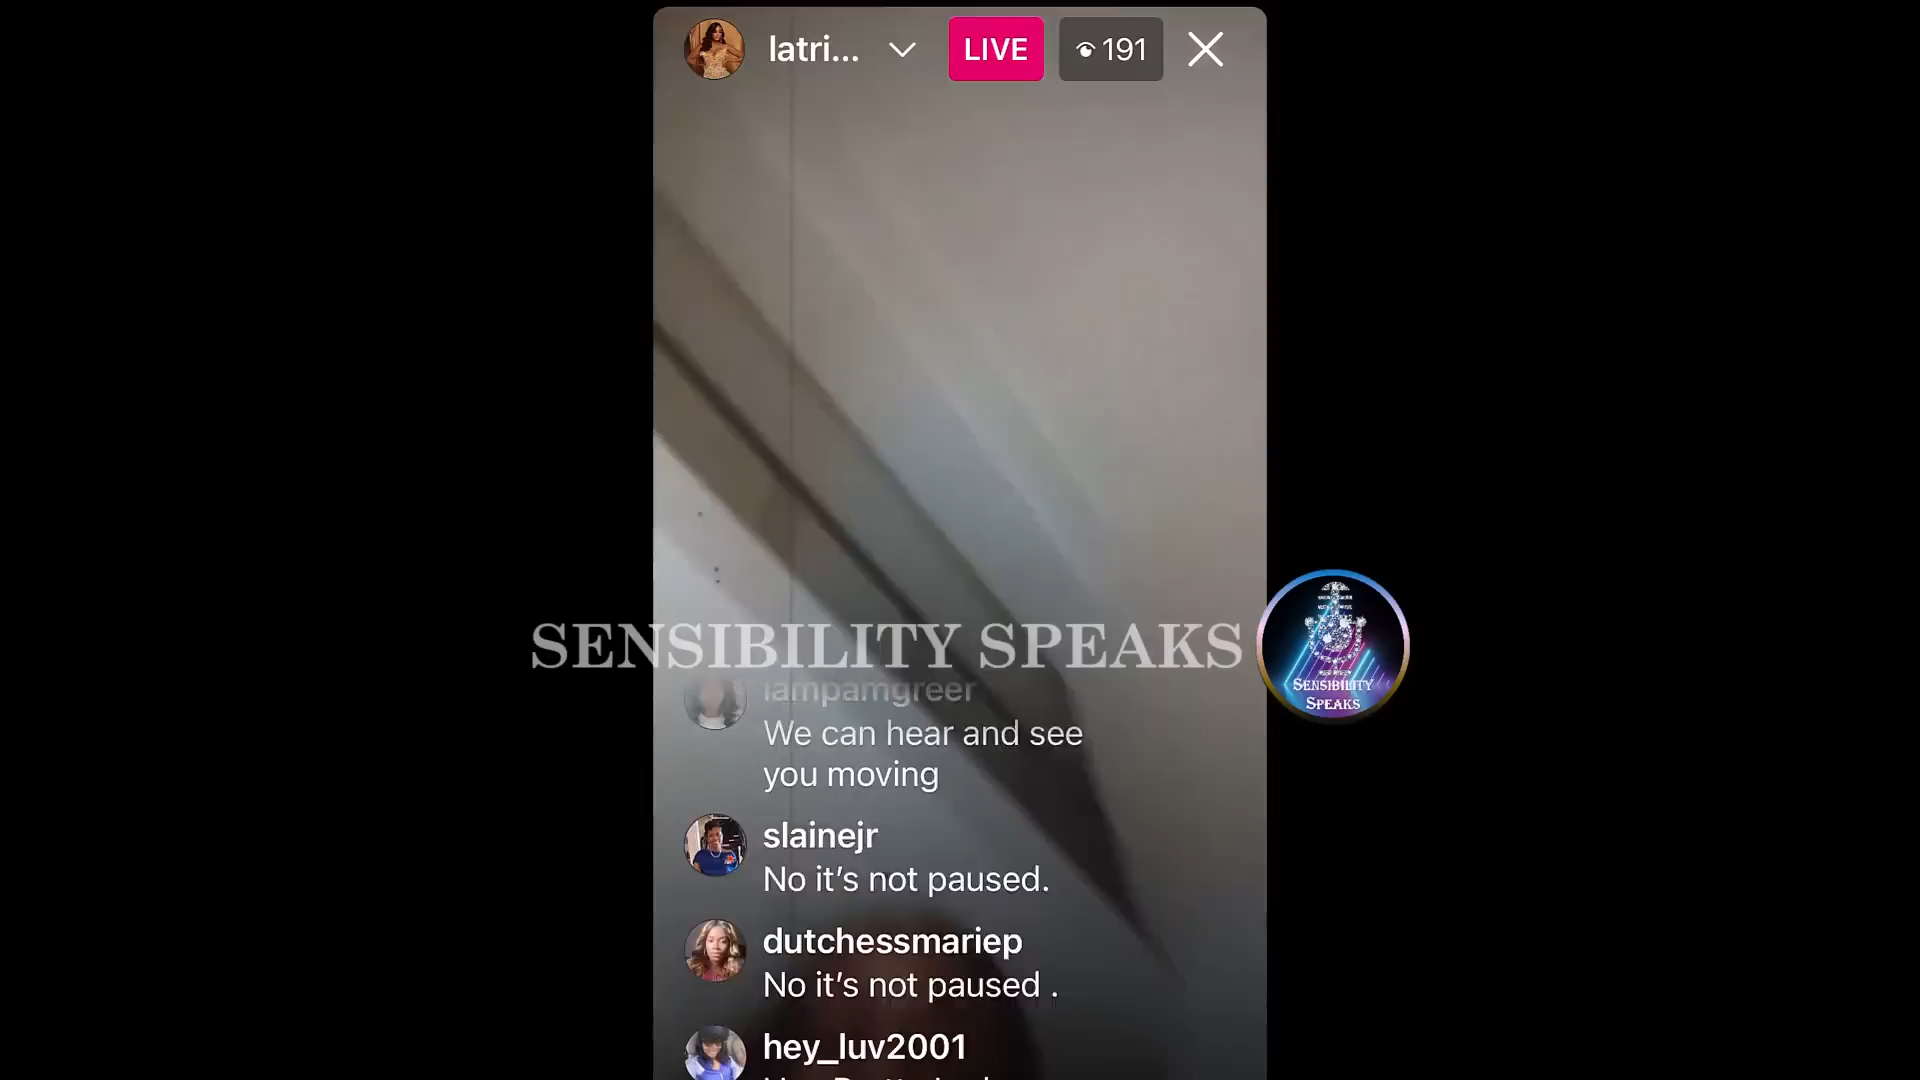 latri...
LIVE
191
SENSIBILITY SPEAKS
iampamgreer
We can hear and see
you moving
SENSIBILITY
SPEAKS
slainejr
No it’s not paused.
dutchessmariep
No it’s not paused .
hey_luv2001